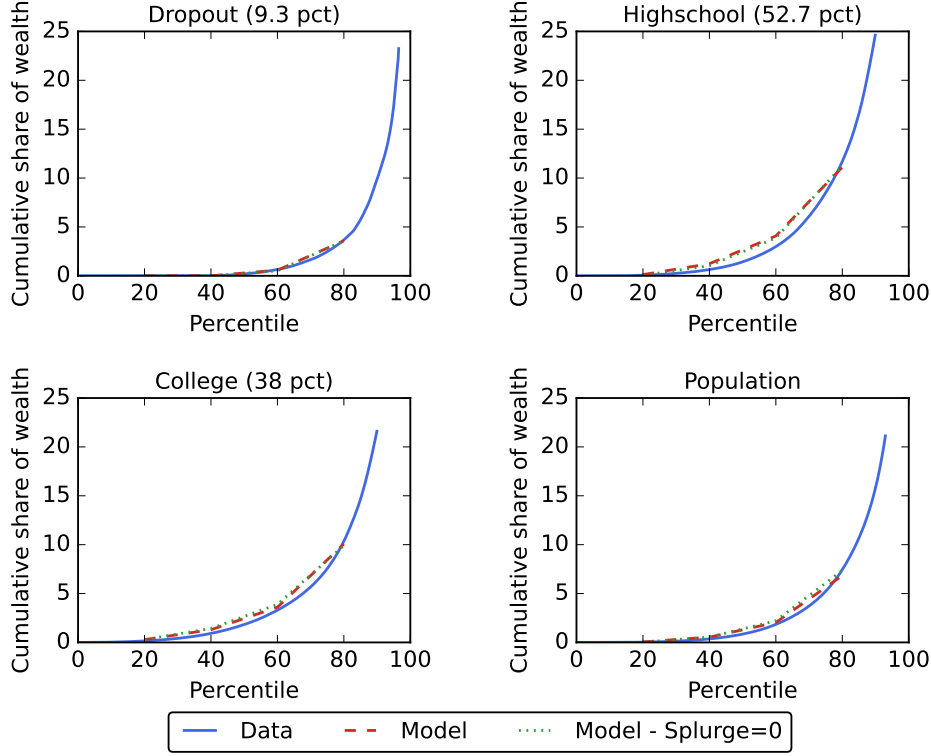 Dropout (9.3 pct)
Cumulative share of wealth
25
20
15
10
5
0
0 20 40 60 80 100
Percentile
Highschool (52.7 pct)
Cumulative share of wealth
25
20
15
10
5
0
0 20 40 60 80 100
Percentile
College (38 pct)
Cumulative share of wealth
25
20
15
10
5
0
0 20 40 60 80 100
Percentile
Population
Cumulative share of wealth
25
20
15
10
5
0
0 20 40 60 80 100
Percentile
Data Model Model - Splurge=0